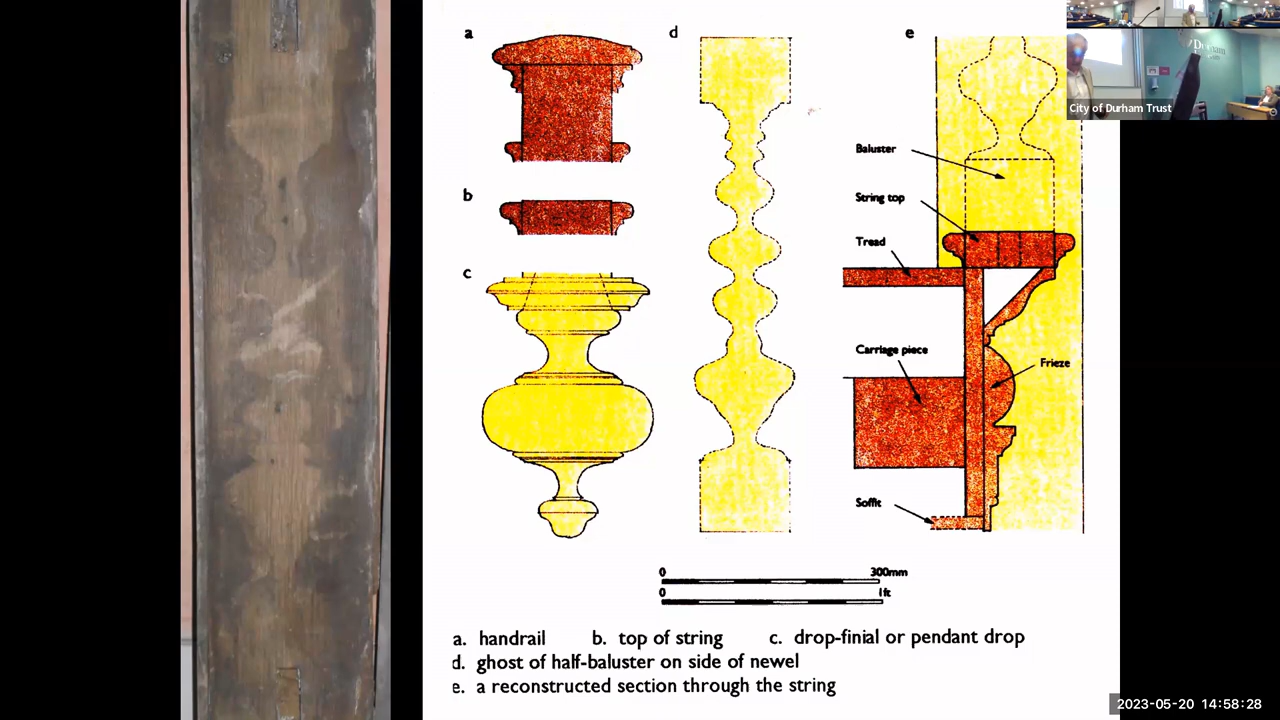 a
d
e
Durham
City of Durham Trust
Baluster
b
String top
Tread
c
Carriage piece
Frieze
Soffit
0 300mm
0 1ft
a. handrail b. top of string c. drop-finial or pendant drop
d. ghost of half-baluster on side of newel
e. a reconstructed section through the string
2023-05-20 14:58:28